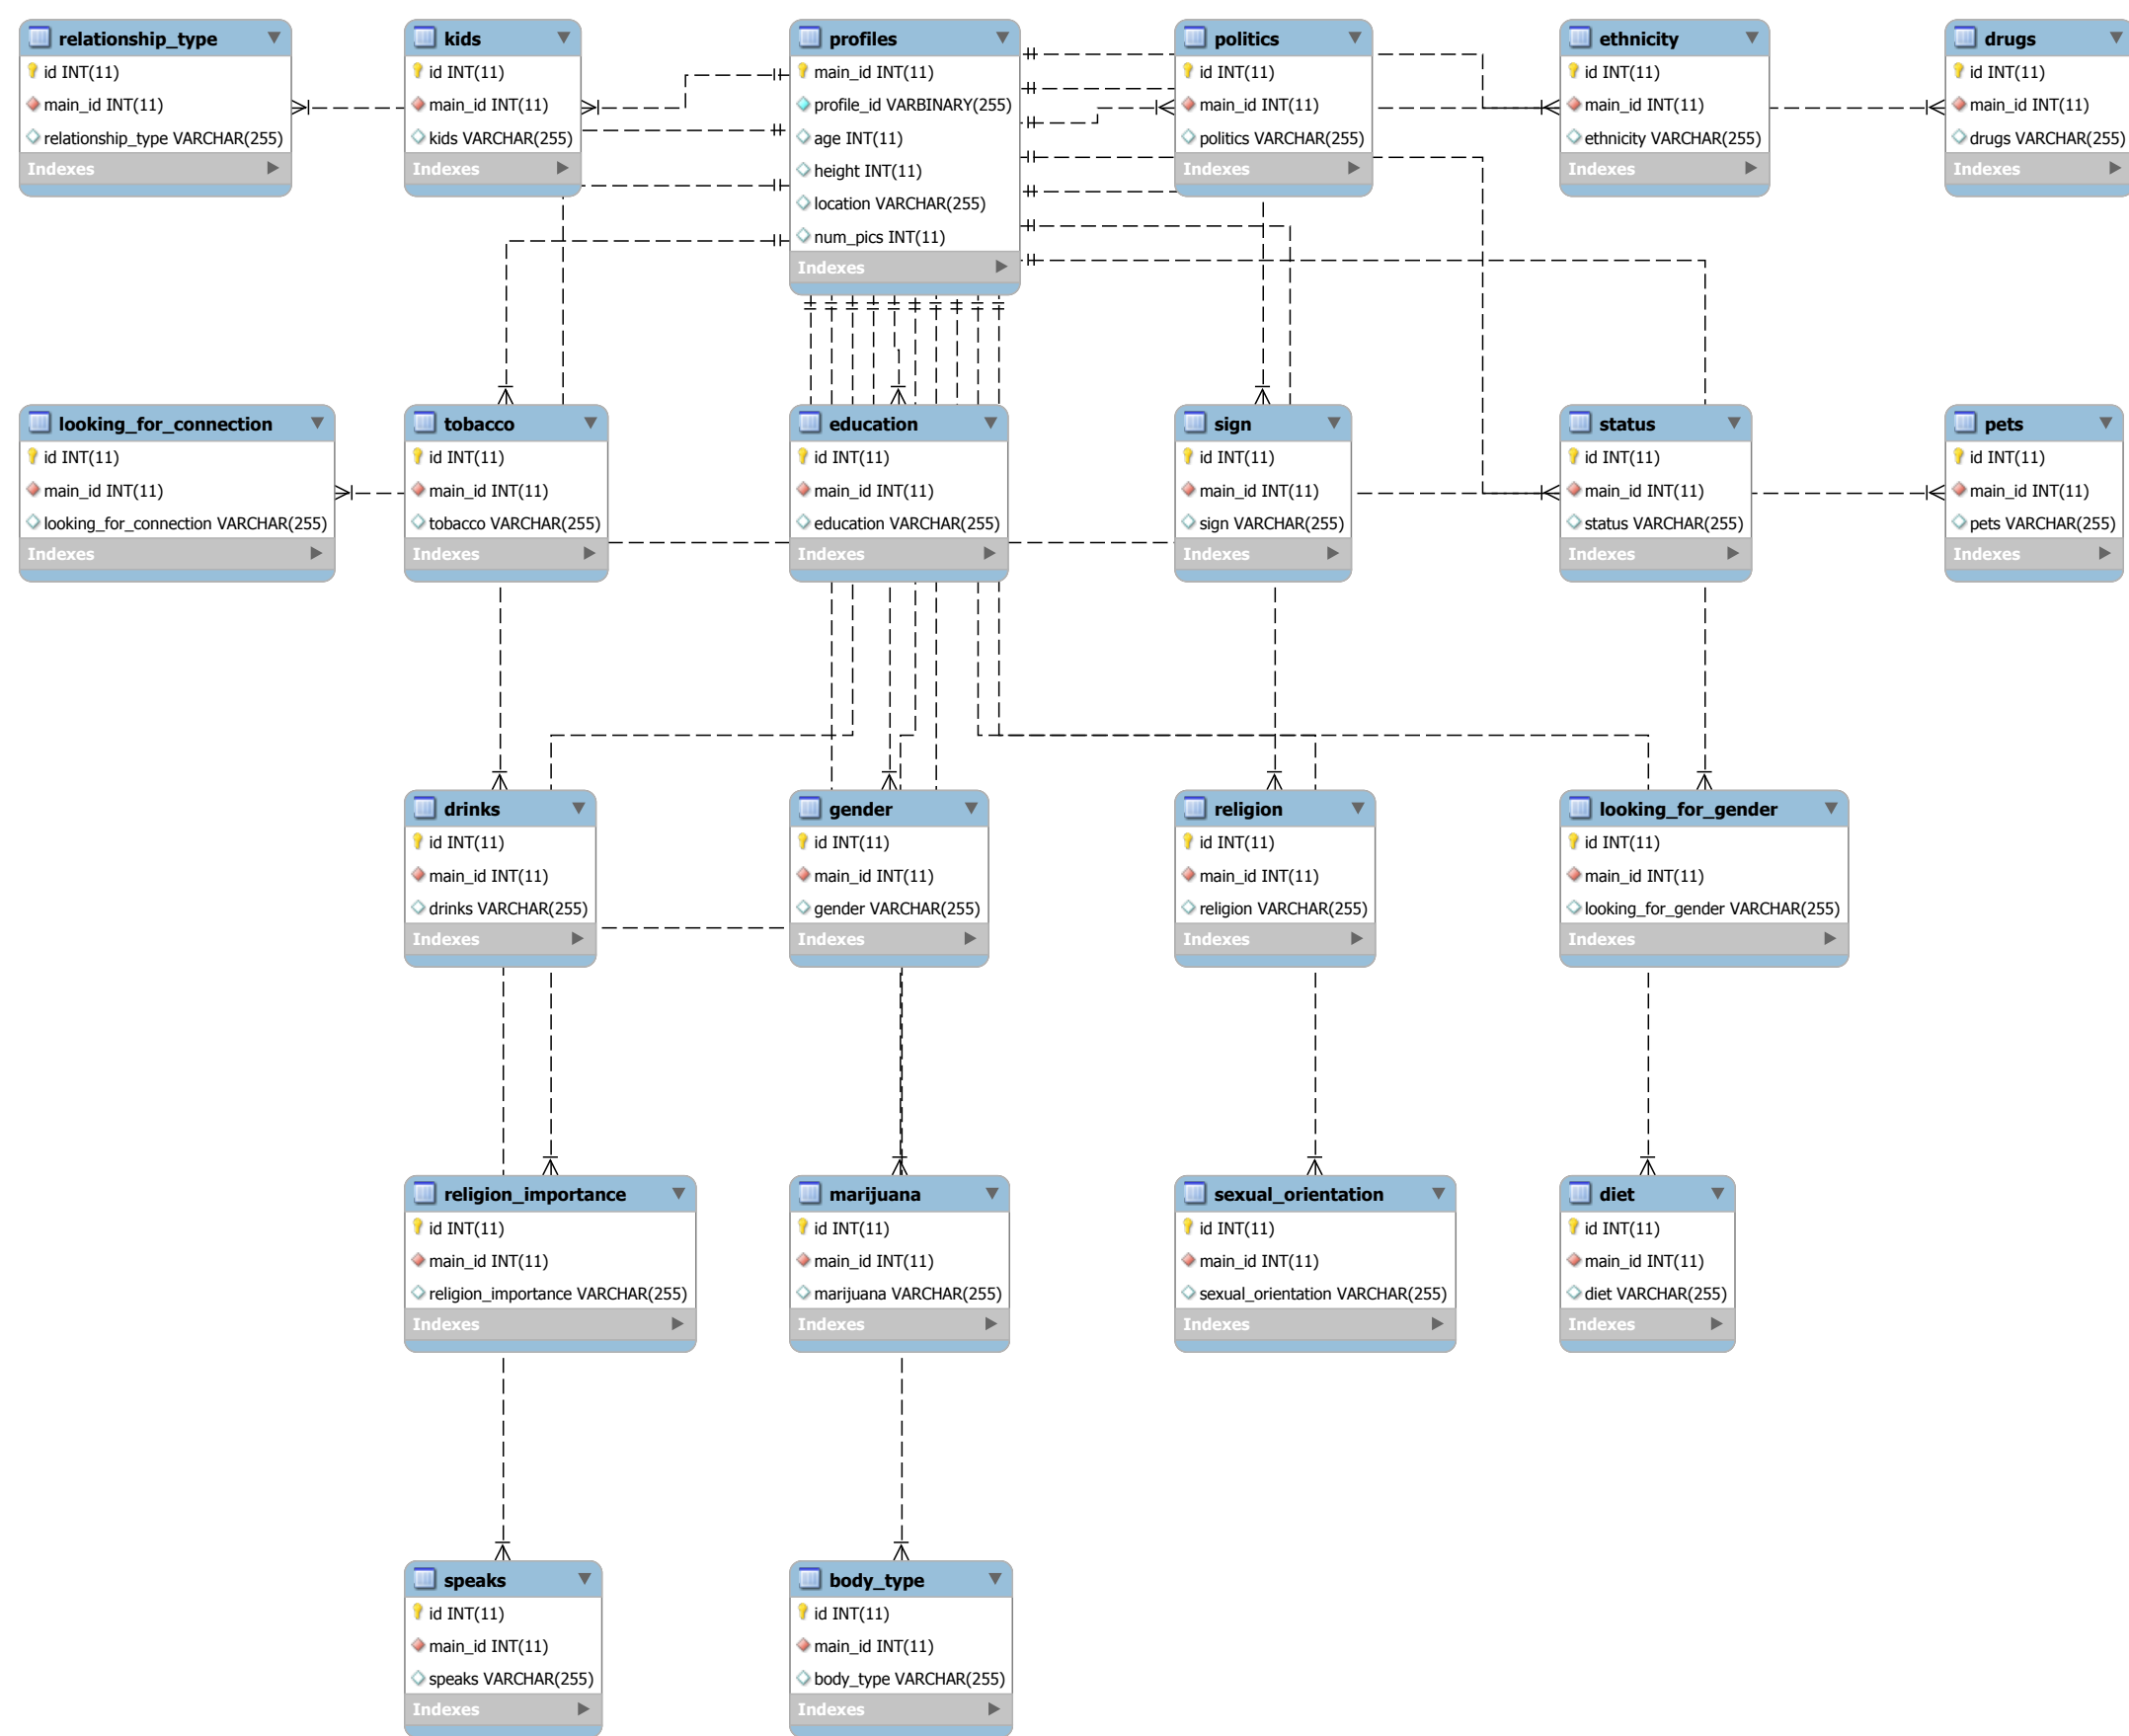 relationship_type
id INT(11)
main_id INT(11)
relationship_type VARCHAR(255)
Indexes
kids
id INT(11)
main_id INT(11)
kids VARCHAR(255)
Indexes
profiles
main_id INT(11)
profile_id VARBINARY(255)
age INT(11)
height INT(11)
location VARCHAR(255)
num_pics INT(11)
Indexes
politics
id INT(11)
main_id INT(11)
politics VARCHAR(255)
Indexes
ethnicity
id INT(11)
main_id INT(11)
ethnicity VARCHAR(255)
Indexes
drugs
id INT(11)
main_id INT(11)
drugs VARCHAR(255)
Indexes
looking_for_connection
id INT(11)
main_id INT(11)
looking_for_connection VARCHAR(255)
Indexes
tobacco
id INT(11)
main_id INT(11)
tobacco VARCHAR(255)
Indexes
education
id INT(11)
main_id INT(11)
education VARCHAR(255)
Indexes
sign
id INT(11)
main_id INT(11)
sign VARCHAR(255)
Indexes
status
id INT(11)
main_id INT(11)
status VARCHAR(255)
Indexes
pets
id INT(11)
main_id INT(11)
pets VARCHAR(255)
Indexes
drinks
id INT(11)
main_id INT(11)
drinks VARCHAR(255)
Indexes
gender
id INT(11)
main_id INT(11)
gender VARCHAR(255)
Indexes
religion
id INT(11)
main_id INT(11)
religion VARCHAR(255)
Indexes
looking_for_gender
id INT(11)
main_id INT(11)
looking_for_gender VARCHAR(255)
Indexes
religion_importance
id INT(11)
main_id INT(11)
religion_importance VARCHAR(255)
Indexes
marijuana
id INT(11)
main_id INT(11)
marijuana VARCHAR(255)
Indexes
sexual_orientation
id INT(11)
main_id INT(11)
sexual_orientation VARCHAR(255)
Indexes
diet
id INT(11)
main_id INT(11)
diet VARCHAR(255)
Indexes
speaks
id INT(11)
main_id INT(11)
speaks VARCHAR(255)
Indexes
body_type
id INT(11)
main_id INT(11)
body_type VARCHAR(255)
Indexes